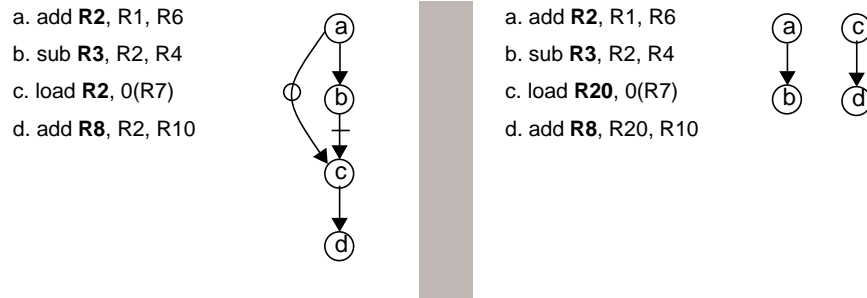 a. add R2, R1, R6
b. sub R3, R2, R4
c. load R2, 0(R7)
d. add R8, R2, R10
a
b
c
d
a. add R2, R1, R6
b. sub R3, R2, R4
c. load R20, 0(R7)
d. add R8, R20, R10
a c
b d